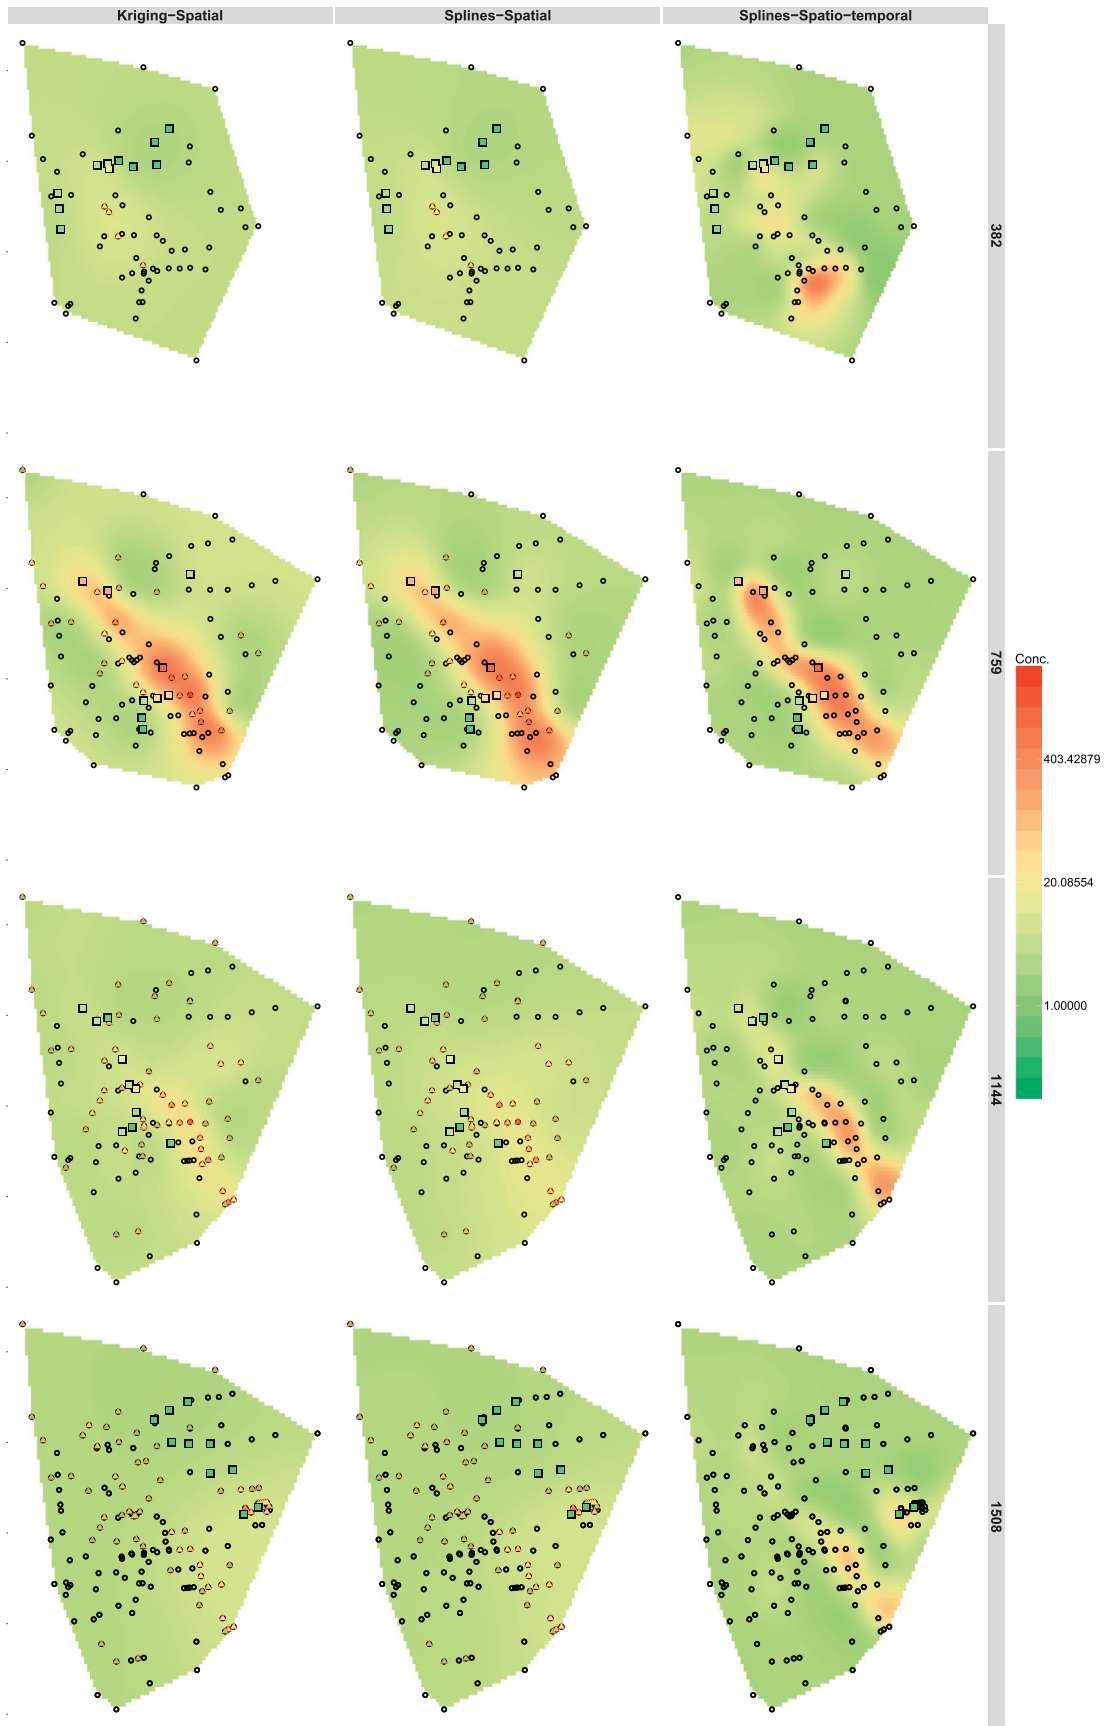 Kriging−Spatial
Splines−Spatial
Splines−Spatio−temporal
382
759
Conc.
403.42879
20.08554
1.00000
1144
1508